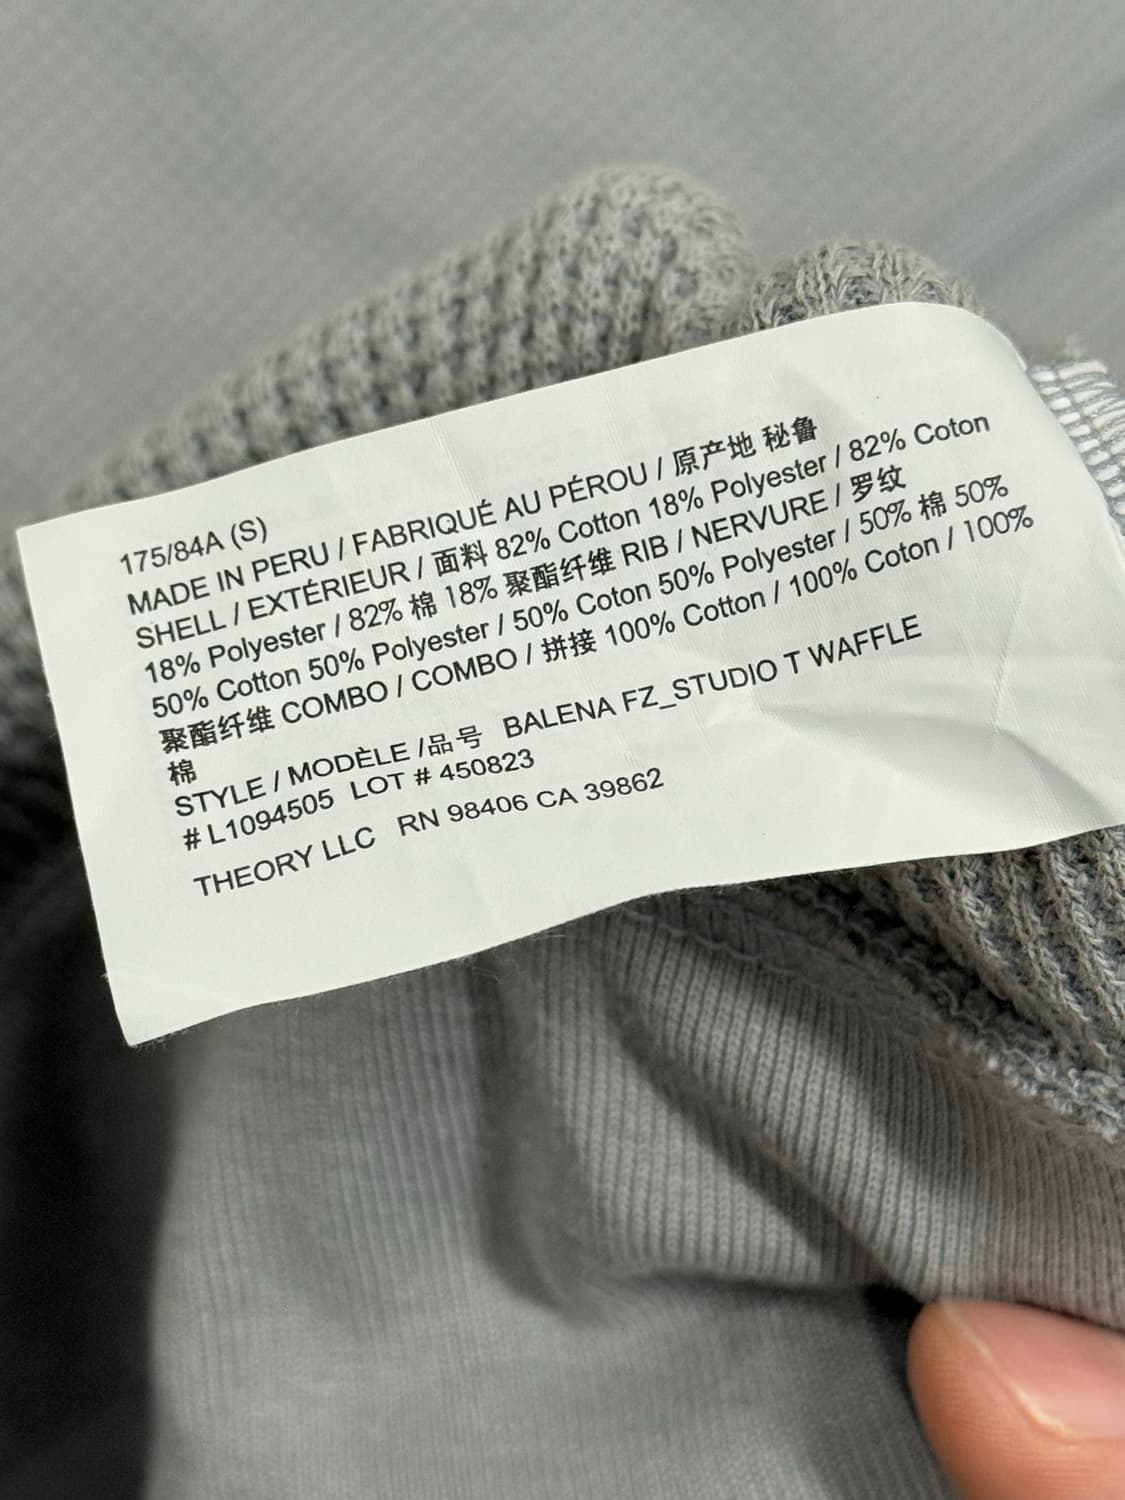 175/84A (S)
MADE IN PERU / FABRIQUÉ AU PÉROU / 原产地 秘鲁
SHELL / EXTÉRIEUR / 面料 82% Cotton 18% Polyester / 82% Coton
18% Polyester / 82% 棉 18% 聚酯纤维 RIB / NERVURE / 罗纹
50% Cotton 50% Polyester / 50% Coton 50% Polyester / 50% 棉 50%
聚酯纤维 COMBO / COMBO / 拼接 100% Cotton / 100% Coton / 100%
棉
STYLE / MODÈLE /品号 BALENA FZ_STUDIO T WAFFLE
# L1094505 LOT # 450823
THEORY LLC RN 98406 CA 39862